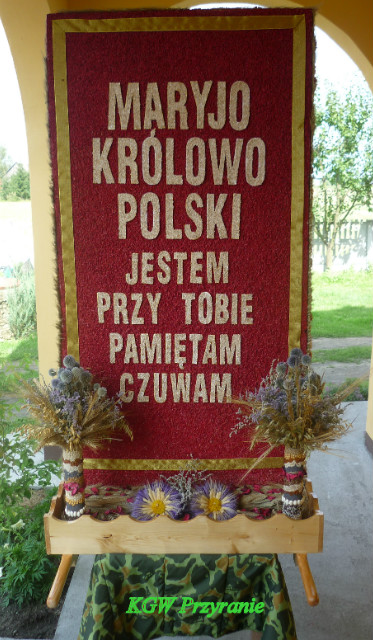 MARYJO
KRÓLOWO
POLSKI
JESTEM
PRZY TOBIE
PAMIĘTAM
CZUWAM
KGW Przyranie